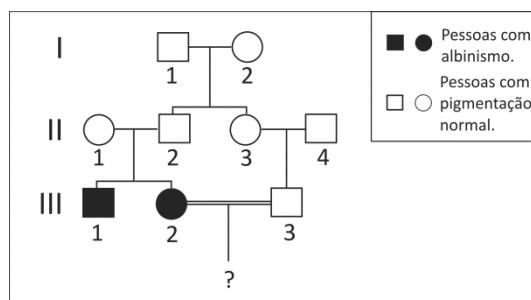 I
1 2
II
1 2 3 4
III
1 2 3
?
Pessoas com
albinismo.
Pessoas com
pigmentação
normal.